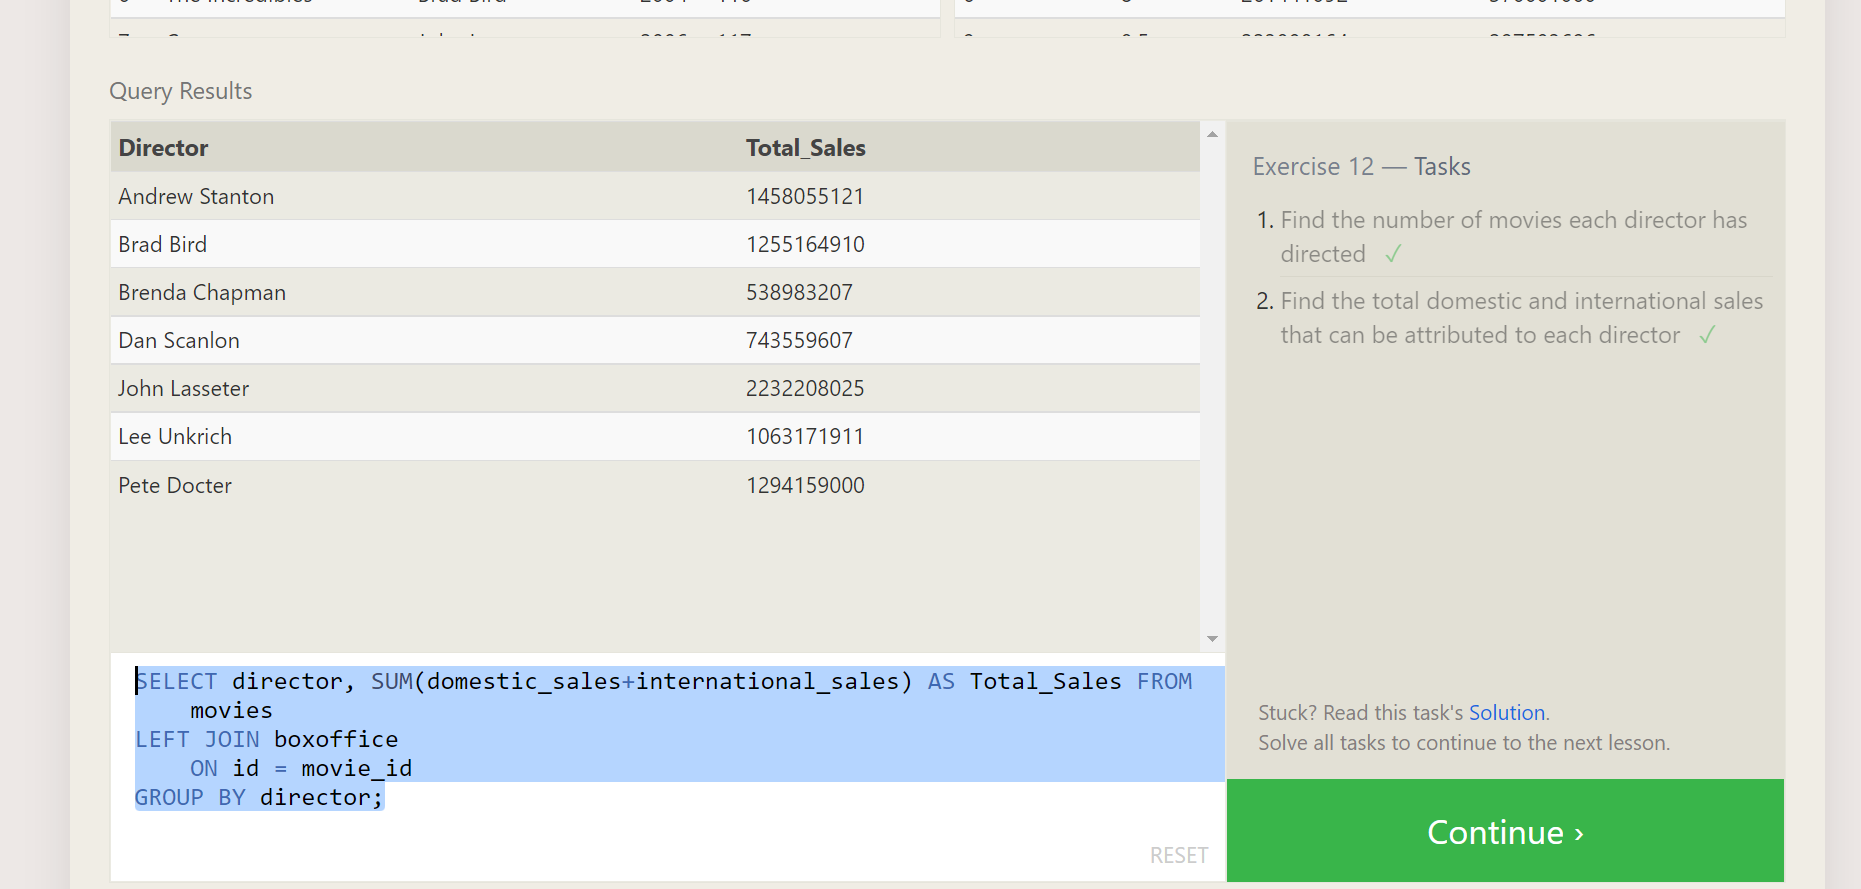 Query Results
Director Total_Sales
Andrew Stanton 1458055121
Brad Bird 1255164910
Brenda Chapman 538983207
Dan Scanlon 743559607
John Lasseter 2232208025
Lee Unkrich 1063171911
Pete Docter 1294159000
SELECT director, SUM(domestic_sales+international_sales) AS Total_Sales FROM
movies
LEFT JOIN boxoffice
ON id = movie_id
GROUP BY director;
RESET
Exercise 12 — Tasks
1. Find the number of movies each director has
directed ✓
2. Find the total domestic and international sales
that can be attributed to each director ✓
Stuck? Read this task's Solution.
Solve all tasks to continue to the next lesson.
Continue ›